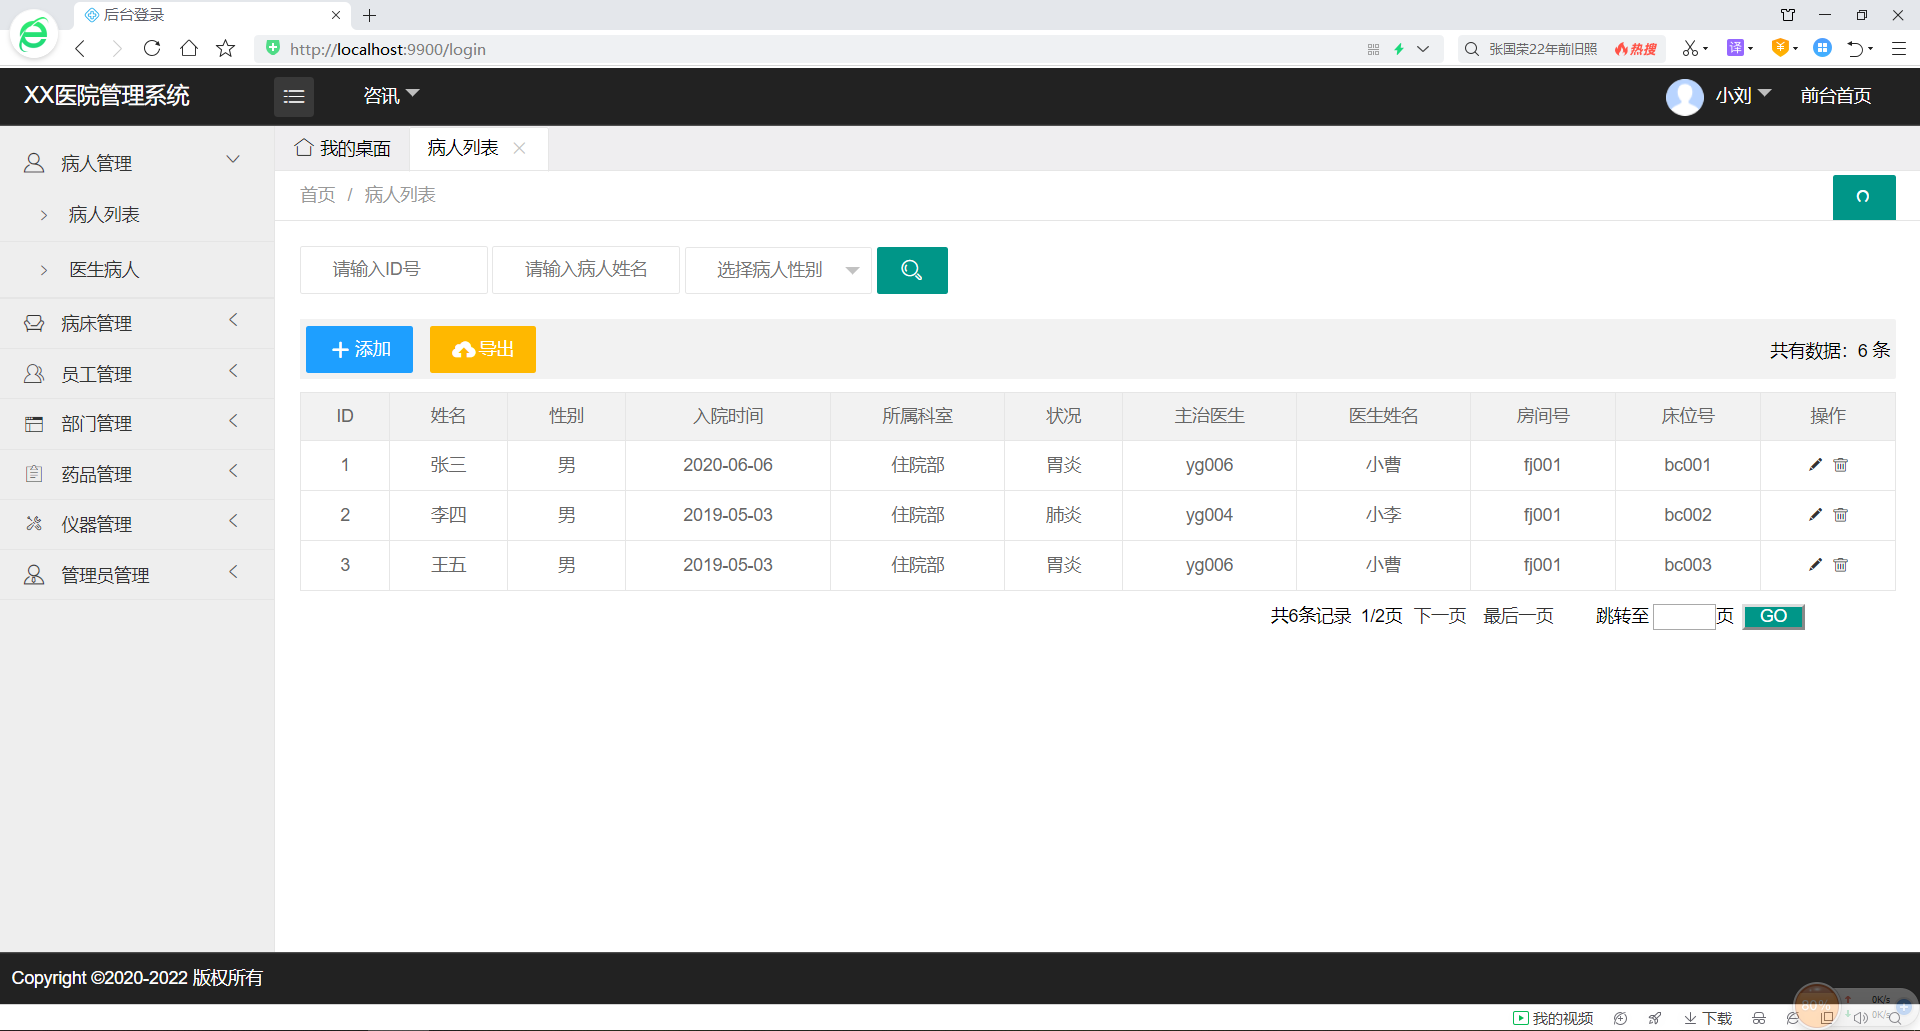 后台登录
http://localhost:9900/login
张国荣22年前旧照
热搜
译
XX医院管理系统
咨讯
小刘
前台首页
病人管理
病人列表
医生病人
病床管理
员工管理
部门管理
药品管理
仪器管理
管理员管理
我的桌面
病人列表
首页 / 病人列表
请输入ID号
请输入病人姓名
选择病人性别
添加
导出
共有数据：6 条
ID 姓名 性别 入院时间 所属科室 状况 主治医生 医生姓名 房间号 床位号 操作
1 张三 男 2020-06-06 住院部 胃炎 yg006 小曹 fj001 bc001
2 李四 男 2019-05-03 住院部 肺炎 yg004 小李 fj001 bc002
3 王五 男 2019-05-03 住院部 胃炎 yg006 小曹 fj001 bc003
共6条记录 1/2页 下一页 最后一页 跳转至 页 GO
Copyright ©2020-2022 版权所有
80%
0K/s
0K/s
我的视频
下载